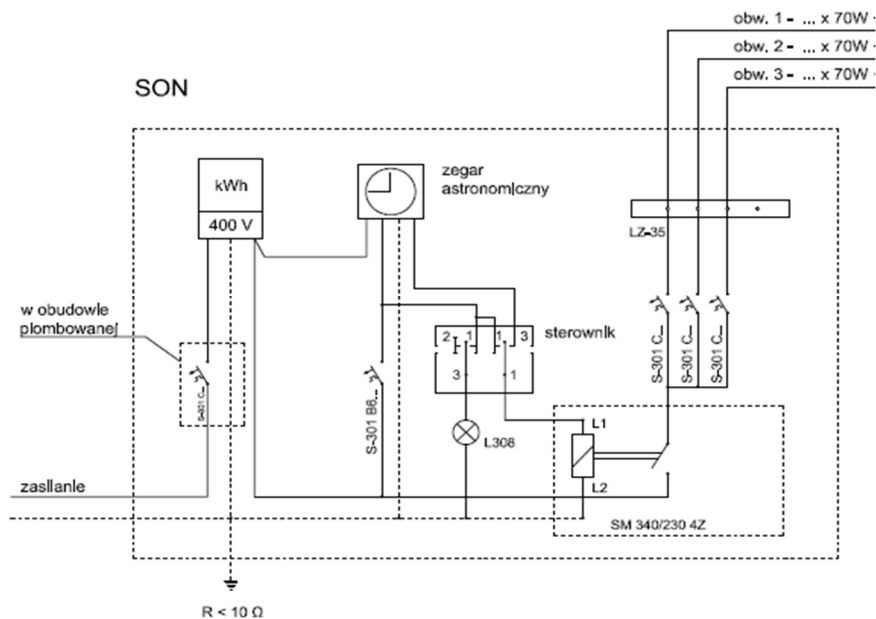 obw. 1 - ... x 70W -
obw. 2 - ... x 70W -
obw. 3 - ... x 70W -
SON
kWh
400 V
zegar
astronomiczny
LZ-35
w obudowie
plombowanej
S-301 C...
S-301 B6...
2 1 1 3
sterownik
3 1
S-301 C...
S-301 C...
S-301 C...
L308
L1
L2
zasilanie
SM 340/230 4Z
R < 10 Ω